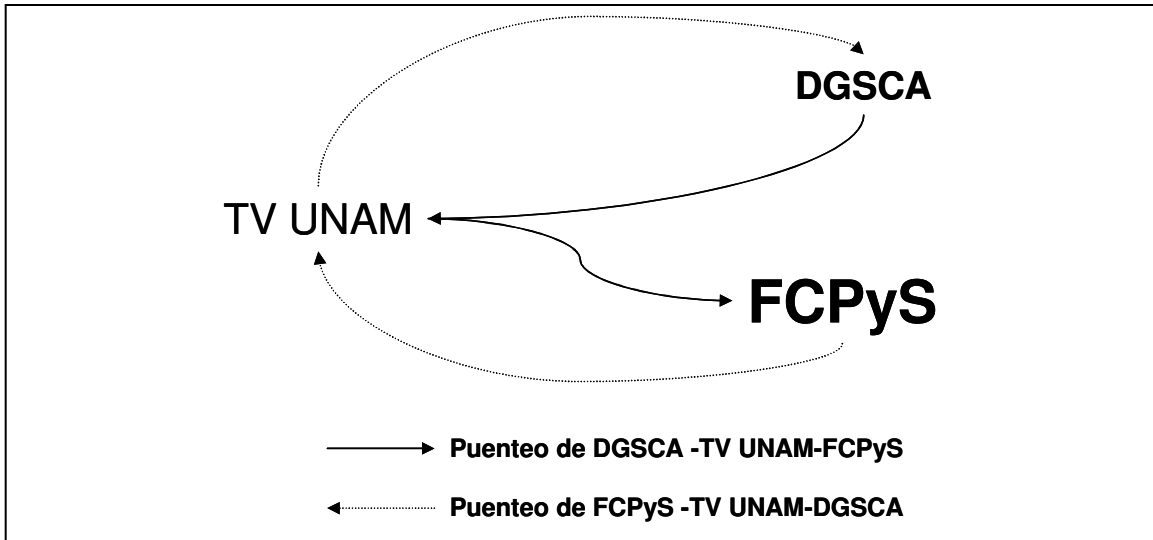 DGSCA
TV UNAM
FCPyS
Puenteo de DGSCA -TV UNAM-FCPyS
Puenteo de FCPyS -TV UNAM-DGSCA